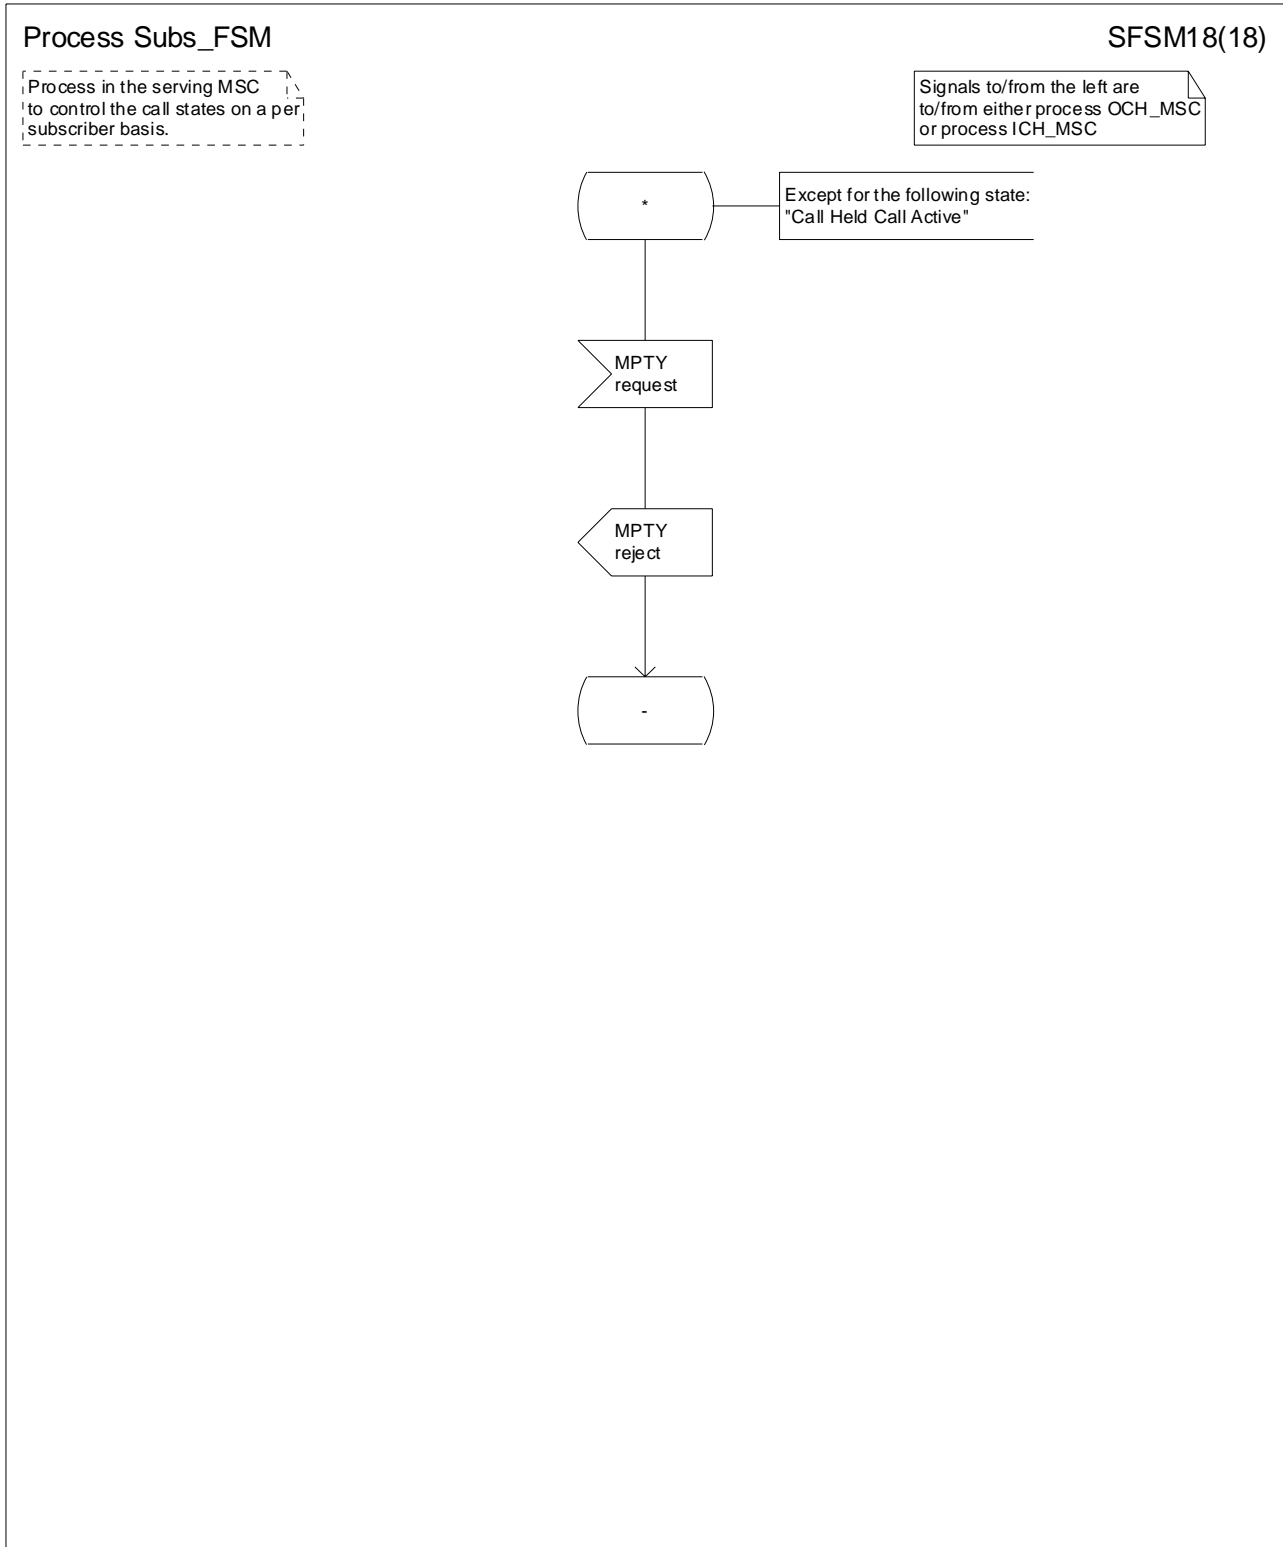 Process Subs_FSM
SFSM18(18)
Process in the serving MSC
to control the call states on a per
subscriber basis.
Signals to/from the left are
to/from either process OCH_MSC
or process ICH_MSC
*
Except for the following state:
"Call Held Call Active"
MPTY
request
MPTY
reject
-